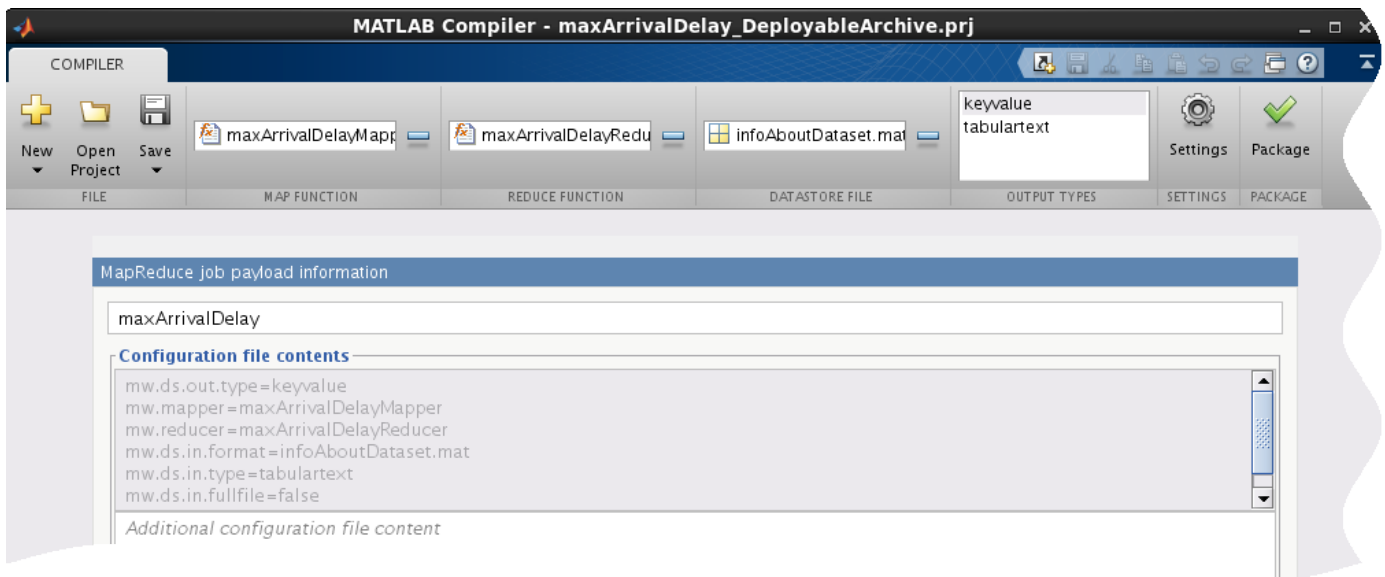 MATLAB Compiler - maxArrivalDelay_DeployableArchive.prj
COMPILER
New
Open
Project
Save
maxArrivalDelayMapp
maxArrivalDelayRedu
infoAboutDataset.mat
keyvalue
tabulartext
Settings
Package
FILE
MAP FUNCTION
REDUCE FUNCTION
DATASTORE FILE
OUTPUT TYPES
SETTINGS
PACKAGE
MapReduce job payload information
maxArrivalDelay
Configuration file contents
mw.ds.out.type=keyvalue
mw.mapper=maxArrivalDelayMapper
mw.reducer=maxArrivalDelayReducer
mw.ds.in.format=infoAboutDataset.mat
mw.ds.in.type=tabulartext
mw.ds.in.fullfile=false
Additional configuration file content